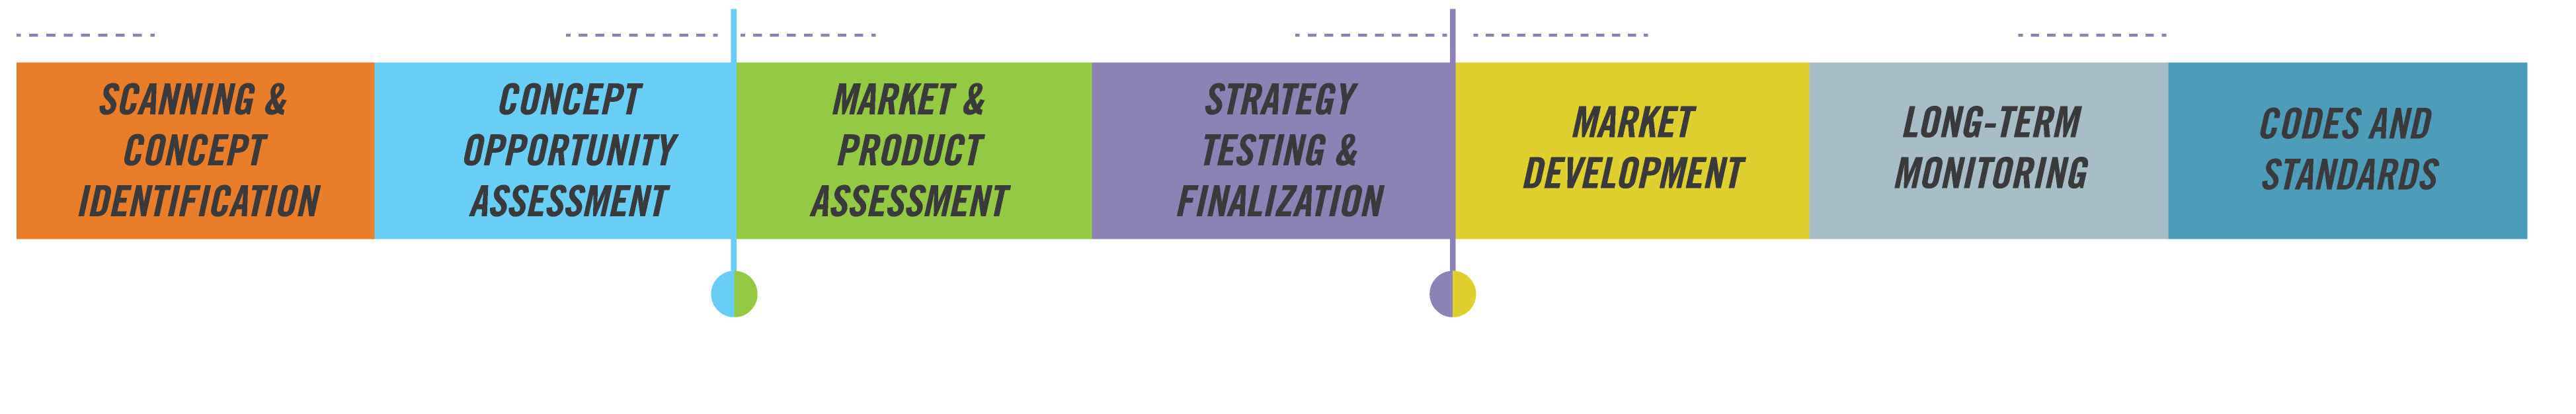 SCANNING &
CONCEPT
IDENTIFICATION
CONCEPT
OPPORTUNITY
ASSESSMENT
MARKET &
PRODUCT
ASSESSMENT
STRATEGY
TESTING &
FINALIZATION
MARKET
DEVELOPMENT
LONG-TERM
MONITORING
CODES AND
STANDARDS